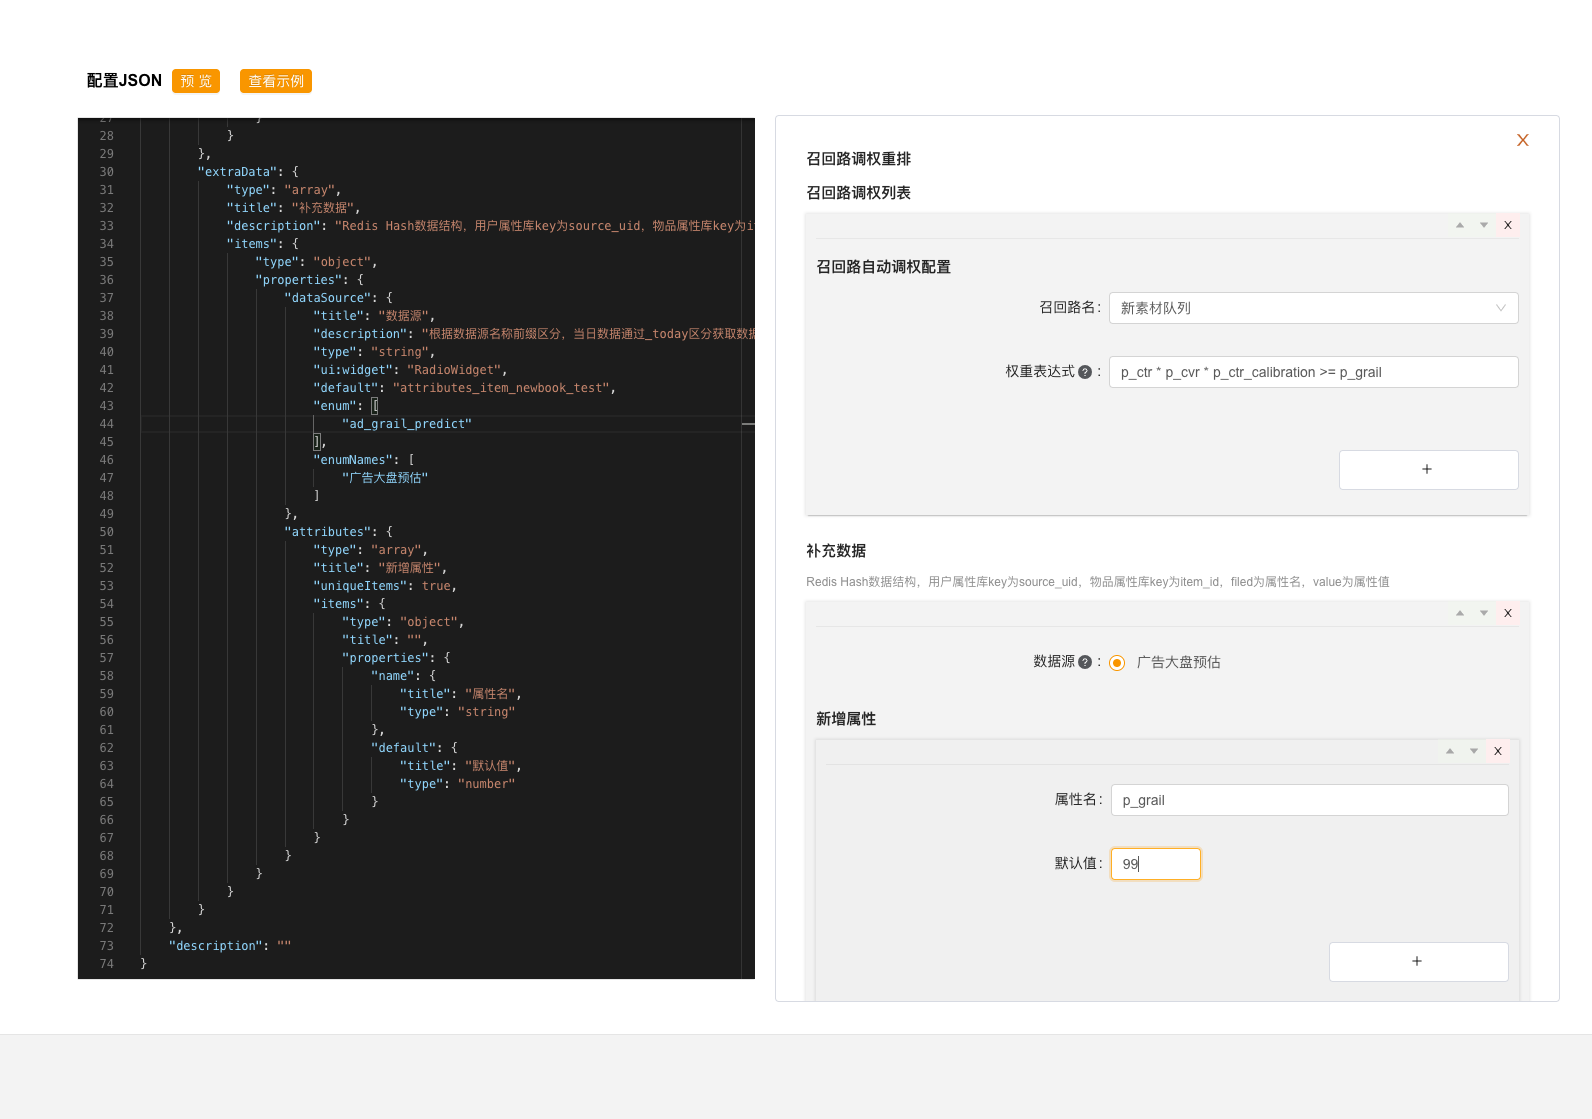 配置JSON 预 览 查看示例
27 }
28 }
29 },
30 "extraData": {
31 "type": "array",
32 "title": "补充数据",
33 "description": "Redis Hash数据结构，用户属性库key为source_uid，物品属性库key为i
34 "items": {
35 "type": "object",
36 "properties": {
37 "dataSource": {
38 "title": "数据源",
39 "description": "根据数据源名称前缀区分，当日数据通过_today区分获取数据
40 "type": "string",
41 "ui:widget": "RadioWidget",
42 "default": "attributes_item_newbook_test",
43 "enum": [
44 "ad_grail_predict"
45 ],
46 "enumNames": [
47 "广告大盘预估"
48 ]
49 },
50 "attributes": {
51 "type": "array",
52 "title": "新增属性",
53 "uniqueItems": true,
54 "items": {
55 "type": "object",
56 "title": "",
57 "properties": {
58 "name": {
59 "title": "属性名",
60 "type": "string"
61 },
62 "default": {
63 "title": "默认值",
64 "type": "number"
65 }
66 }
67 }
68 }
69 }
70 }
71 }
72 },
73 "description": ""
74 }
X
召回路调权重排
召回路调权列表
X
召回路自动调权配置
召回路名: 新素材队列
权重表达式 ? : p_ctr * p_cvr * p_ctr_calibration >= p_grail
+
补充数据
Redis Hash数据结构，用户属性库key为source_uid，物品属性库key为item_id，filed为属性名，value为属性值
X
数据源 ? : 广告大盘预估
新增属性
X
属性名: p_grail
默认值: 99
+